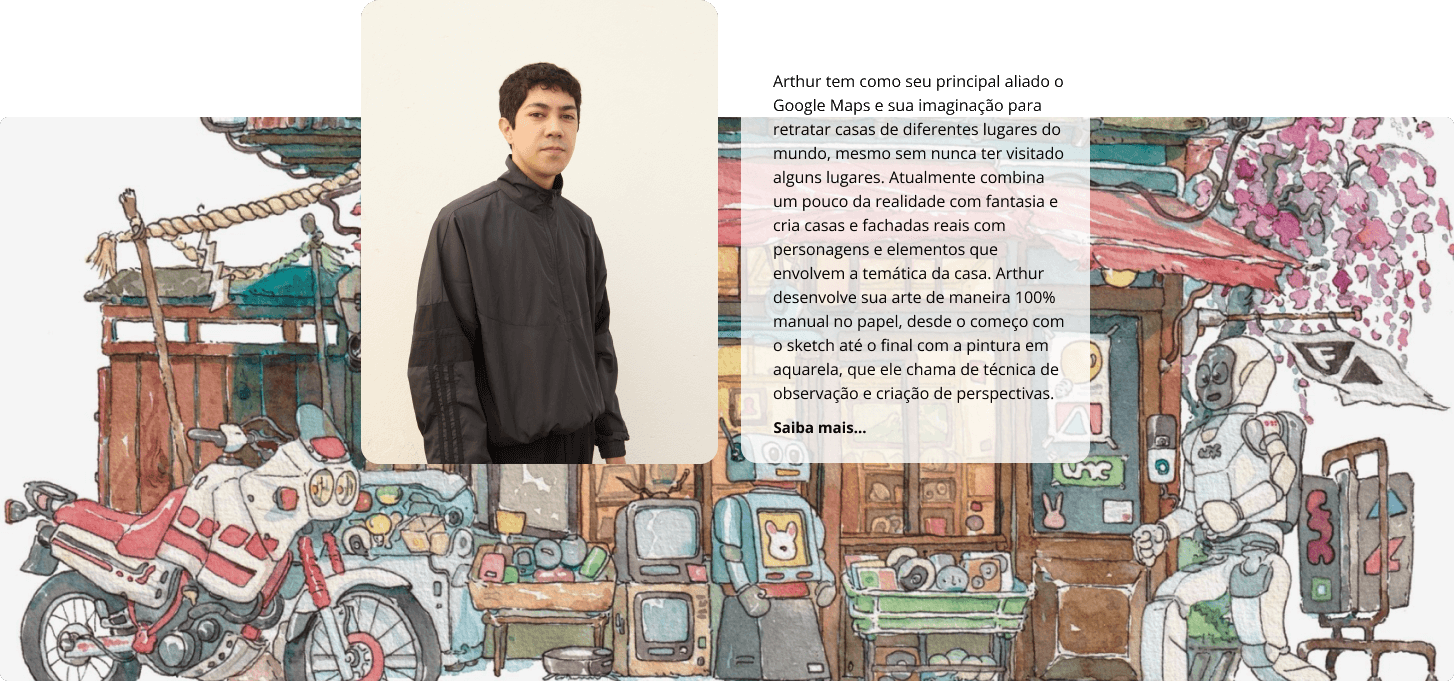 Arthur tem como seu principal aliado o
Google Maps e sua imaginação para
retratar casas de diferentes lugares do
mundo, mesmo sem nunca ter visitado
alguns lugares. Atualmente combina
um pouco da realidade com fantasia e
cria casas e fachadas reais com
personagens e elementos que
envolvem a temática da casa. Arthur
desenvolve sua arte de maneira 100%
manual no papel, desde o começo com
o sketch até o final com a pintura em
aquarela, que ele chama de técnica de
observação e criação de perspectivas.
Saiba mais...